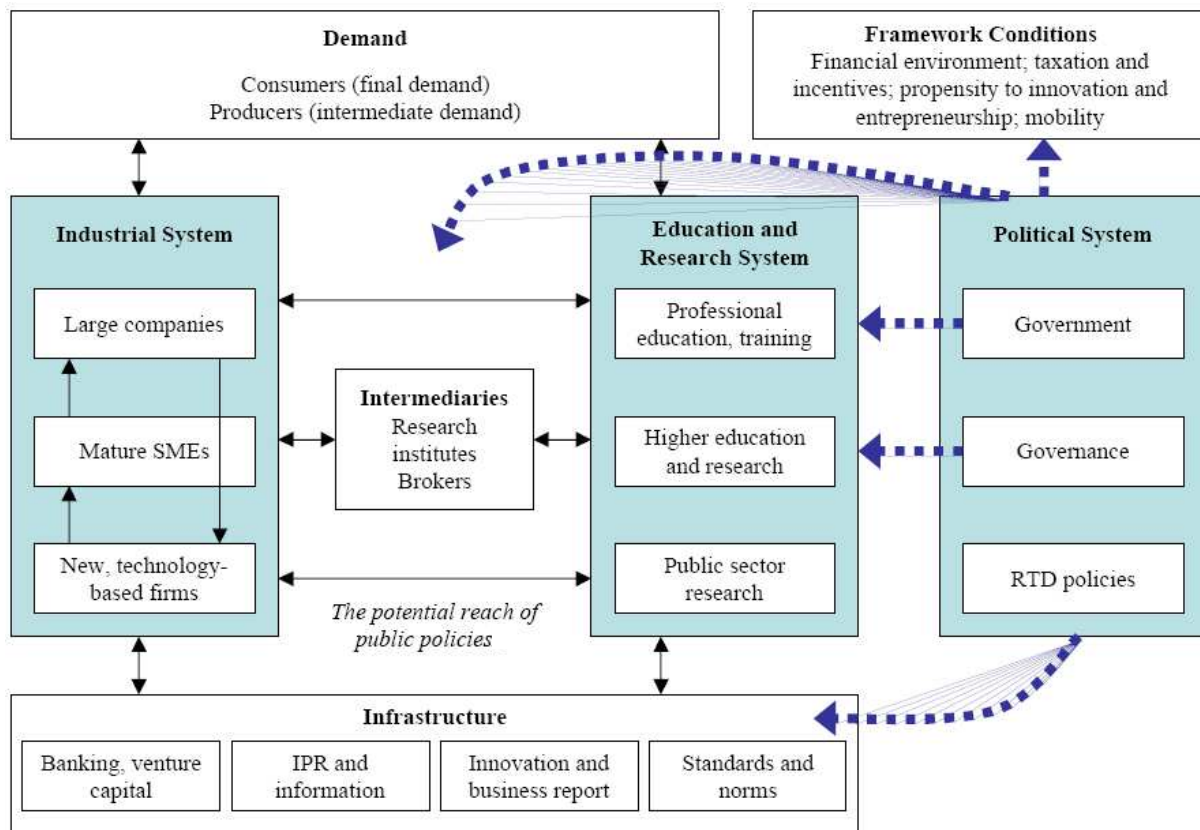 Demand
Consumers (final demand)
Producers (intermediate demand)
Framework Conditions
Financial environment; taxation and
incentives; propensity to innovation and
entrepreneurship; mobility
Industrial System
Large companies
Mature SMEs
New, technology-
based firms
Intermediaries
Research
institutes
Brokers
The potential reach of
public policies
Education and
Research System
Professional
education, training
Higher education
and research
Public sector
research
Political System
Government
Governance
RTD policies
Infrastructure
Banking, venture
capital
IPR and
information
Innovation and
business report
Standards and
norms